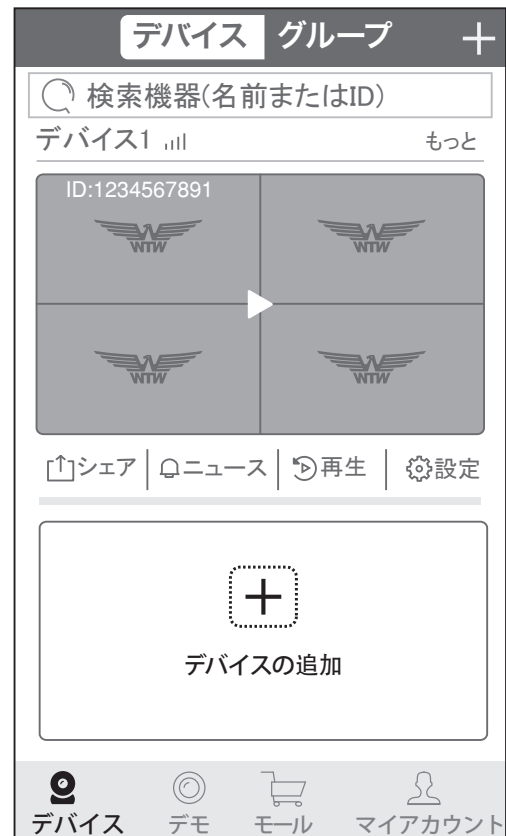 デバイス グループ
検索機器(名前またはID)
デバイス1 もっと
ID:1234567891
WTW WTW
WTW WTW
シェア ニュース 再生 設定
デバイスの追加
デバイス デモ モール マイアカウント